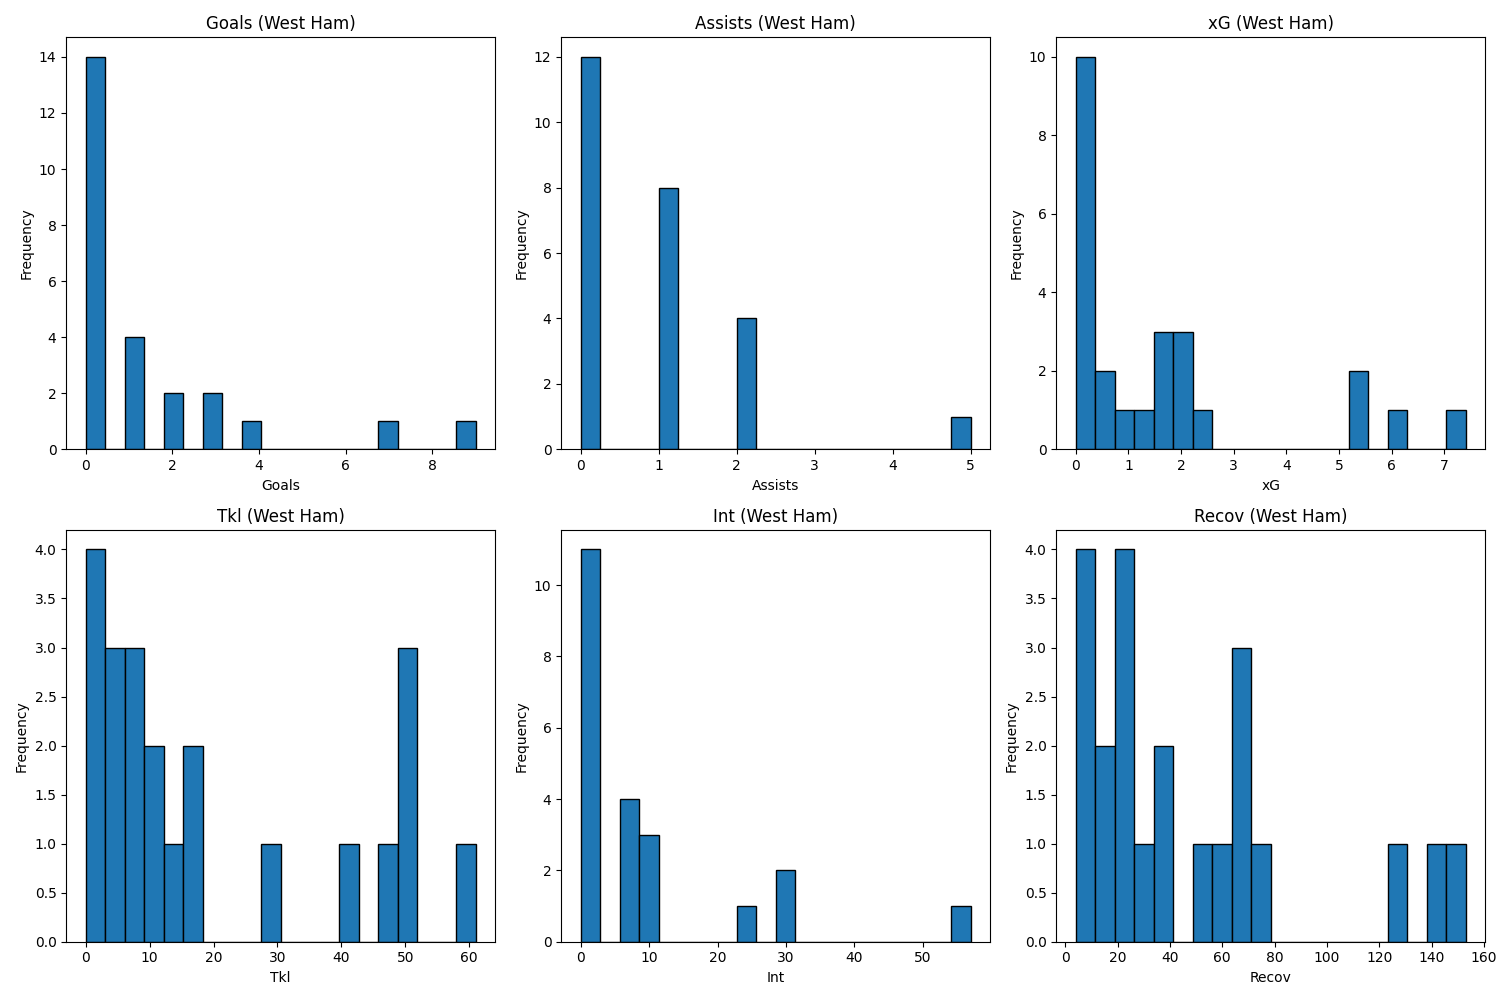 Goals (West Ham)
Assists (West Ham)
xG (West Ham)
14
12
10
8
6
4
2
0
Frequency
0 2 4 6 8
Goals
12
10
8
6
4
2
0
Frequency
0 1 2 3 4 5
Assists
10
8
6
4
2
0
Frequency
0 1 2 3 4 5 6 7
xG
Tkl (West Ham)
Int (West Ham)
Recov (West Ham)
4.0
3.5
3.0
2.5
2.0
1.5
1.0
0.5
0.0
Frequency
0 10 20 30 40 50 60
Tkl
10
8
6
4
2
0
Frequency
0 10 20 30 40 50
Int
4.0
3.5
3.0
2.5
2.0
1.5
1.0
0.5
0.0
Frequency
0 20 40 60 80 100 120 140 160
Recov